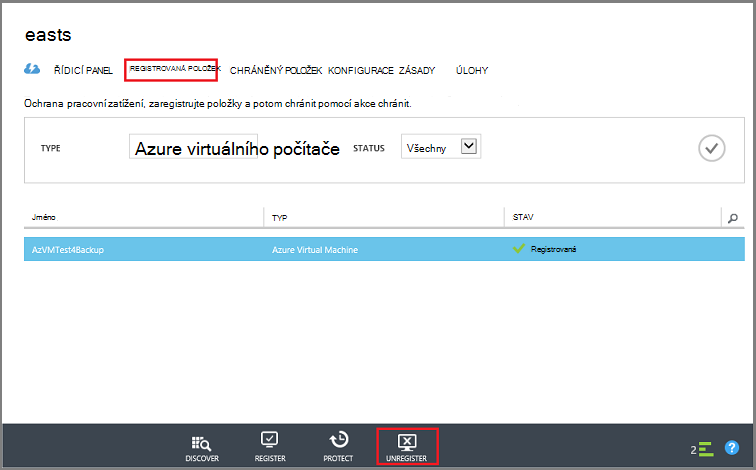 easts
ŘÍDICÍ PANEL REGISTROVANÁ POLOŽEK CHRÁNĚNÝ POLOŽEK KONFIGURACE ZÁSADY ÚLOHY
Ochrana pracovní zatížení, zaregistrujte položky a potom chránit pomocí akce chránit.
TYPE Azure virtuálního počítače STATUS Všechny
Jméno TYP STAV
AzVMTest4Backup Azure Virtual Machine Registrovaná
DISCOVER REGISTER PROTECT UNREGISTER 2 ?